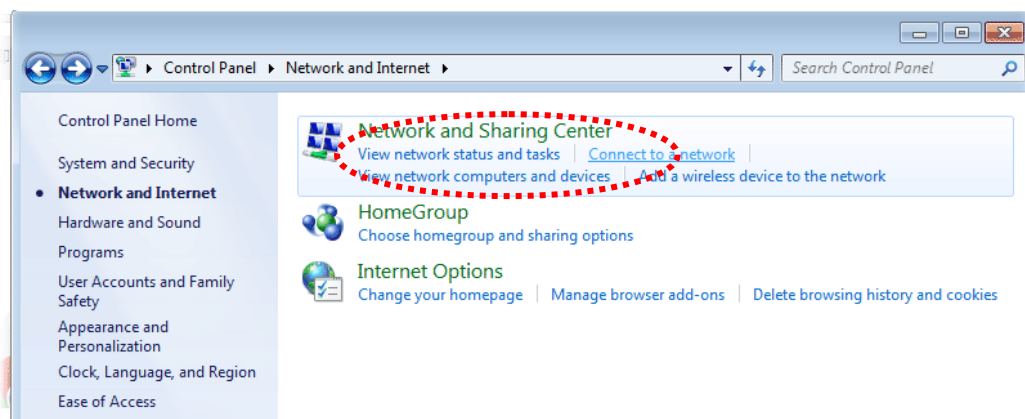 Control Panel Network and Internet Search Control Panel
Control Panel Home
System and Security
Network and Internet
Hardware and Sound
Programs
User Accounts and Family
Safety
Appearance and
Personalization
Clock, Language, and Region
Ease of Access
Network and Sharing Center
View network status and tasks Connect to a network
View network computers and devices Add a wireless device to the network
HomeGroup
Choose homegroup and sharing options
Internet Options
Change your homepage Manage browser add-ons Delete browsing history and cookies